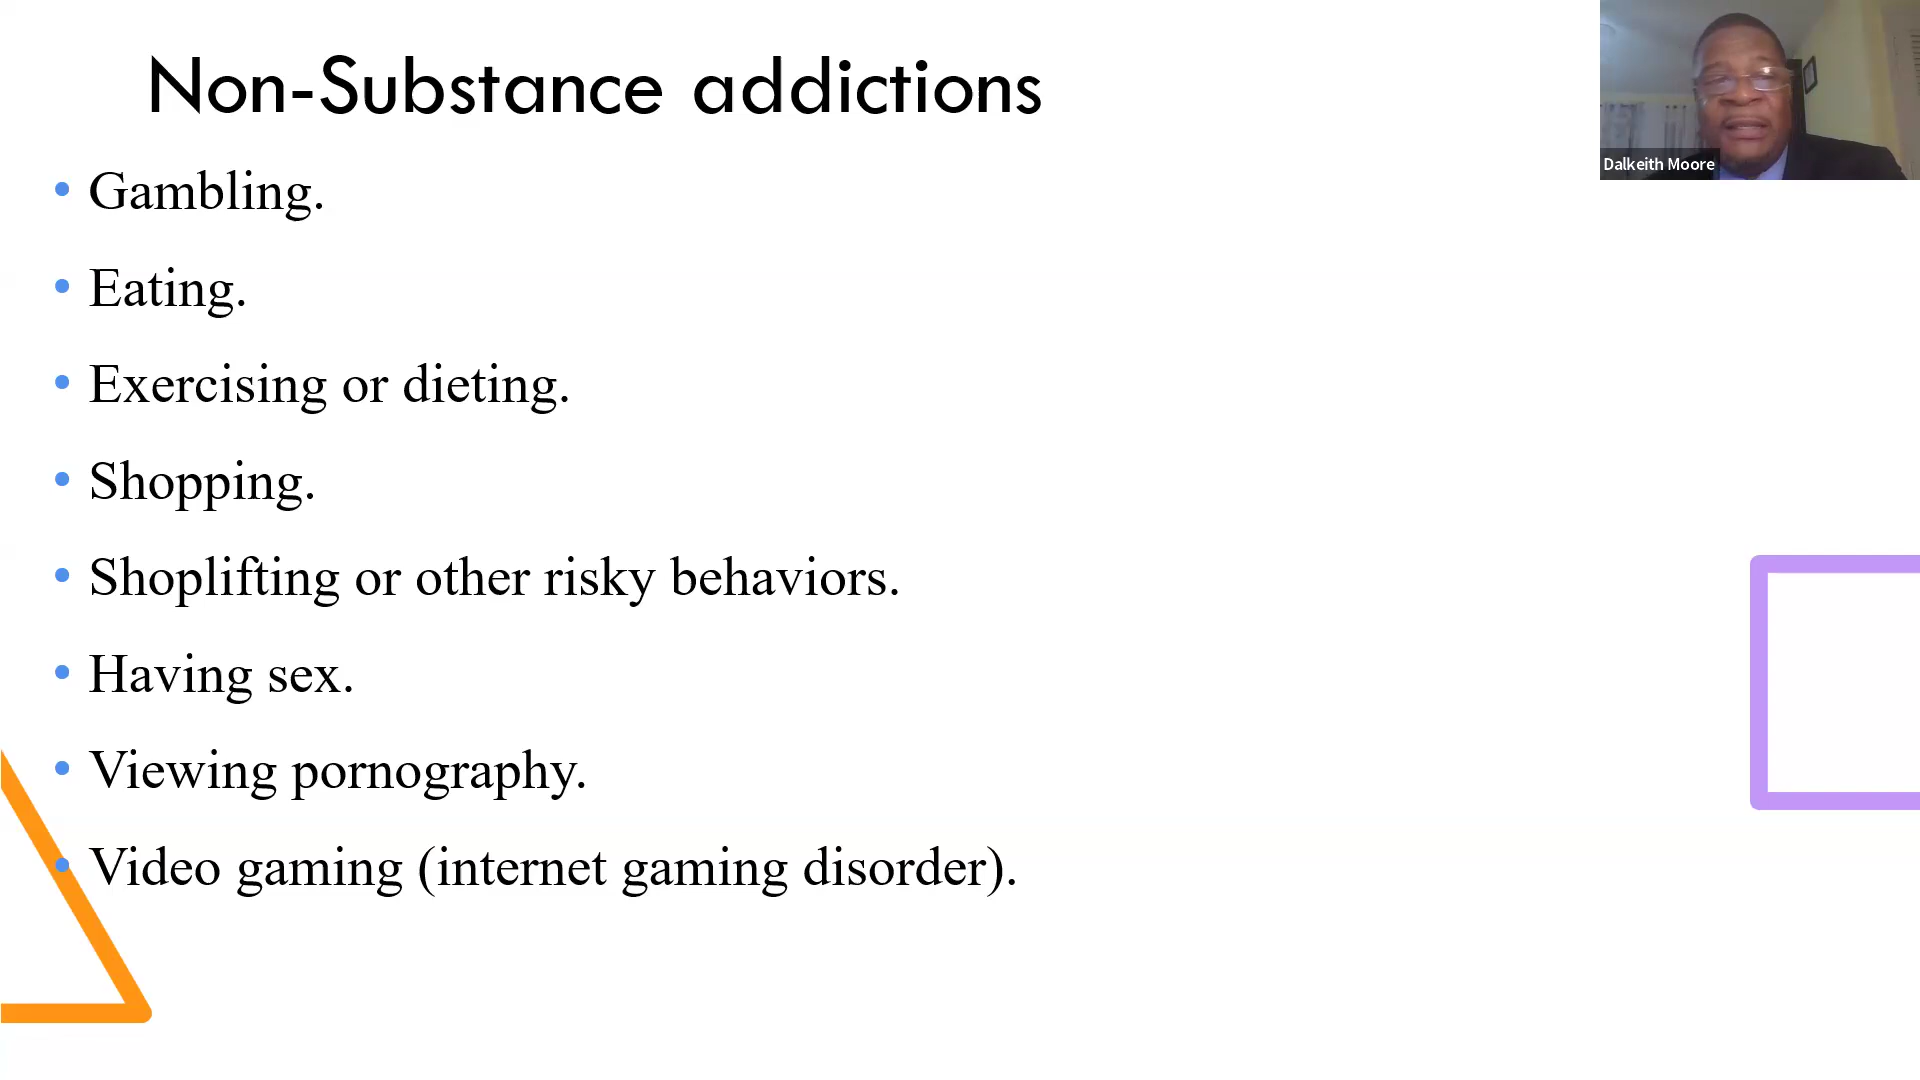 Non-Substance addictions
Dalkeith Moore
• Gambling.
• Eating.
• Exercising or dieting.
• Shopping.
• Shoplifting or other risky behaviors.
• Having sex.
• Viewing pornography.
• Video gaming (internet gaming disorder).